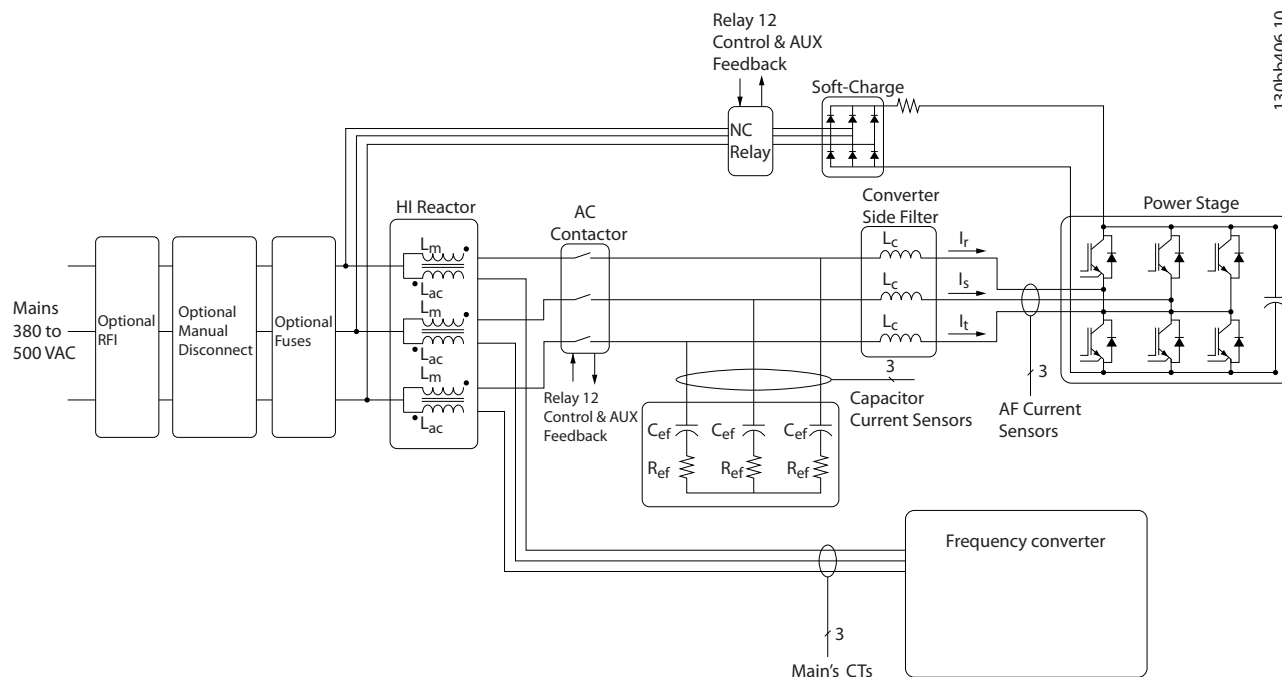 Relay 12
Control & AUX
Feedback
130bb406.10
Soft-Charge
NC
Relay
HI Reactor
AC
Contactor
Converter
Side Filter
Power Stage
Mains
380 to
500 VAC
Optional
RFI
Optional
Manual
Disconnect
Optional
Fuses
Lm
Lac
Lm
Lac
Lm
Lac
Lc
Lc
Lc
Ir
Is
It
Relay 12
Control & AUX
Feedback
3
Capacitor
Current Sensors
3
AF Current
Sensors
Cef
Cef
Cef
Ref
Ref
Ref
Frequency converter
3
Main's CTs